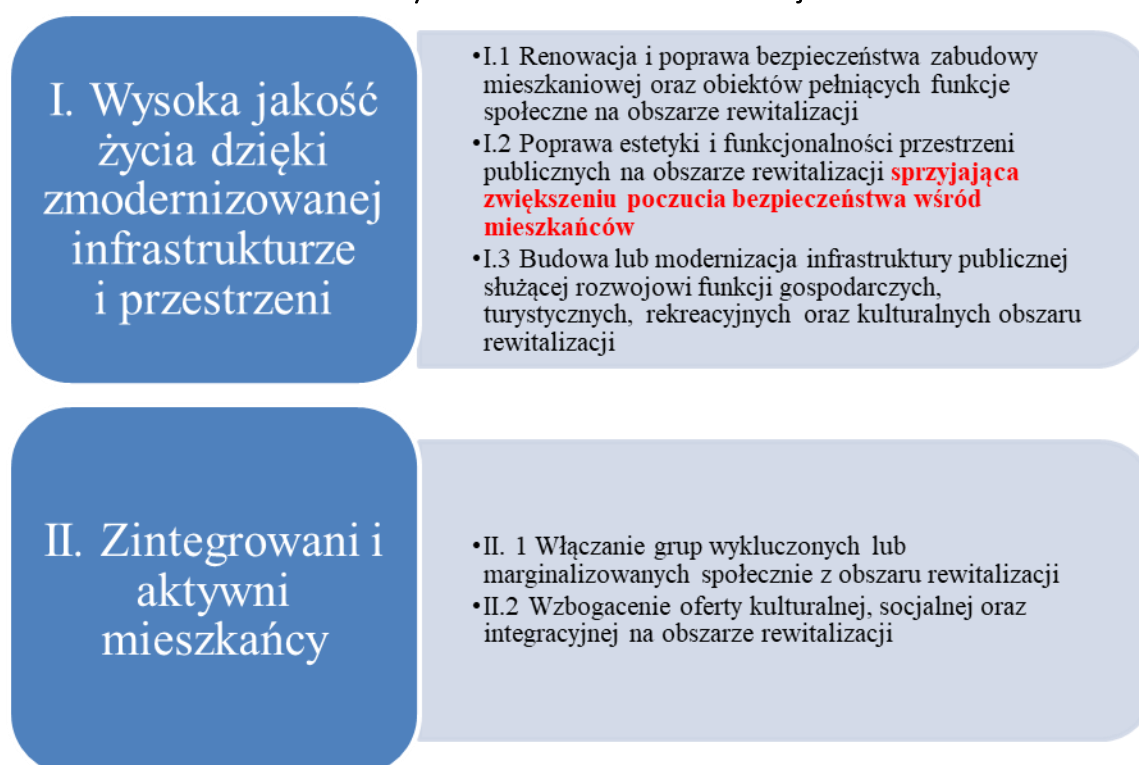 I. Wysoka jakość
życia dzięki
zmodernizowanej
infrastrukturze
i przestrzeni
•I.1 Renowacja i poprawa bezpieczeństwa zabudowy
mieszkaniowej oraz obiektów pełniących funkcje
społeczne na obszarze rewitalizacji
•I.2 Poprawa estetyki i funkcjonalności przestrzeni
publicznych na obszarze rewitalizacji sprzyjająca
zwiększeniu poczucia bezpieczeństwa wśród
mieszkańców
•I.3 Budowa lub modernizacja infrastruktury publicznej
służącej rozwojowi funkcji gospodarczych,
turystycznych, rekreacyjnych oraz kulturalnych obszaru
rewitalizacji
II. Zintegrowani i
aktywni
mieszkańcy
•II. 1 Włączanie grup wykluczonych lub
marginalizowanych społecznie z obszaru rewitalizacji
•II.2 Wzbogacenie oferty kulturalnej, socjalnej oraz
integracyjnej na obszarze rewitalizacji